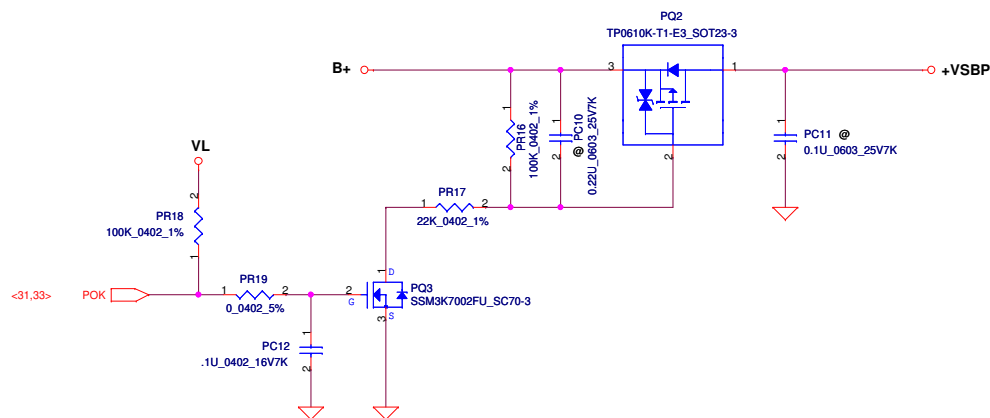 PQ2
TP0610K-T1-E3_SOT23-3
B+
3
1
+VSBP
1
PR16
100K_0402_1%
2
1
@ PC10
0.22U_0603_25V7K
2
2
1
PC11 @
0.1U_0603_25V7K
2
VL
2
PR18
100K_0402_1%
1
PR17
1
2
22K_0402_1%
<31,33>
POK
PR19
1
2
0_0402_5%
1
D
2
G
PQ3
SSM3K7002FU_SC70-3
3
S
1
PC12
.1U_0402_16V7K
2